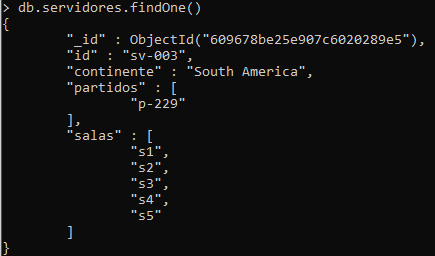 > db.servidores.findOne()
{
"_id" : ObjectId("609678be25e907c6020289e5"),
"id" : "sv-003",
"continente" : "South America",
"partidos" : [
"p-229"
],
"salas" : [
"s1",
"s2",
"s3",
"s4",
"s5"
]
}